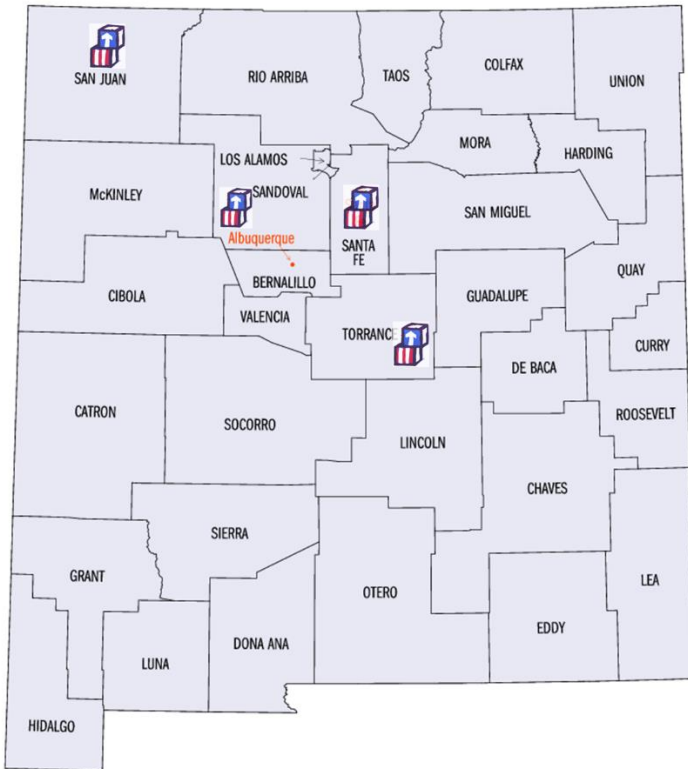 SAN JUAN
RIO ARRIBA
TAOS
COLFAX
UNION
LOS ALAMOS
MORA
HARDING
McKINLEY
SANDOVAL
SAN MIGUEL
Albuquerque
SANTA
FE
QUAY
CIBOLA
BERNALILLO
GUADALUPE
VALENCIA
TORRANCE
CURRY
DE BACA
CATRON
SOCORRO
LINCOLN
ROOSEVELT
CHAVES
SIERRA
GRANT
OTERO
LEA
EDDY
LUNA
DONA ANA
HIDALGO